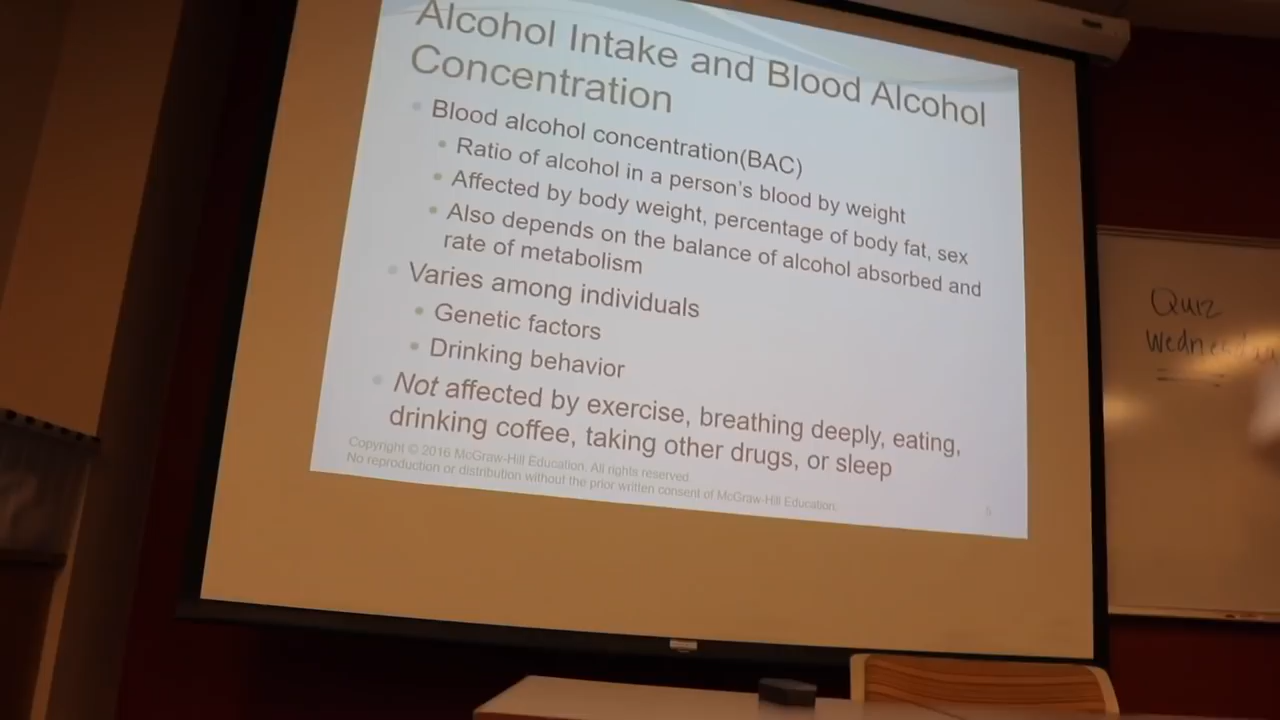 Alcohol Intake and Blood Alcohol
Concentration
Blood alcohol concentration(BAC)
Ratio of alcohol in a person's blood by weight
Affected by body weight, percentage of body fat, sex
Also depends on the balance of alcohol absorbed and
rate of metabolism
Varies among individuals
Genetic factors
Drinking behavior
Not affected by exercise, breathing deeply, eating,
drinking coffee, taking other drugs, or sleep
Copyright © 2016 McGraw-Hill Education. All rights reserved.
No reproduction or distribution without the prior written consent of McGraw-Hill Education.
Quiz